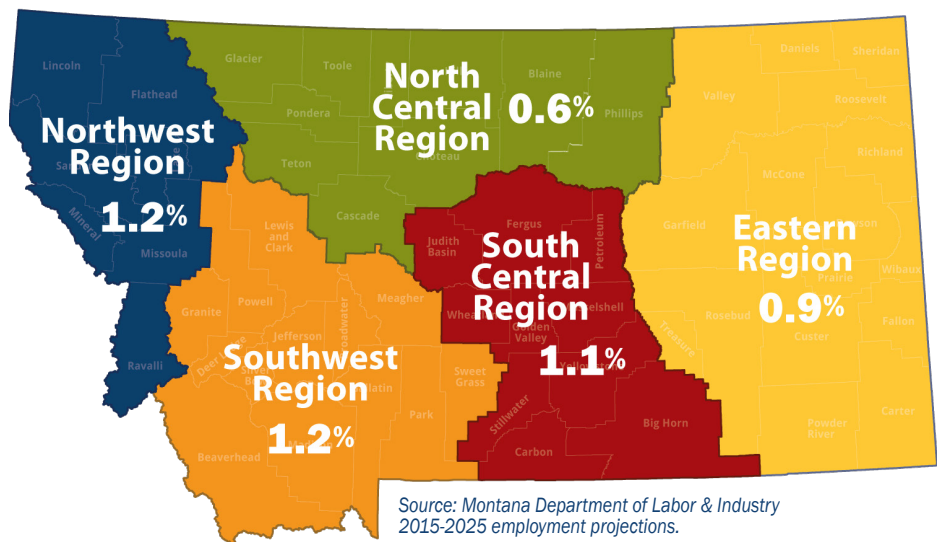 Lincoln
Flathead
Northwest
Region
1.2%
Mineral
Missoula
Ravalli
Glacier
Toole
Blaine
Phillips
Pondera
Teton
Cascade
North
Central
Region
0.6%
Daniels
Sheridan
Valley
Roosevelt
Richland
McCone
Garfield
Prairie
Wibaux
Rosebud
Custer
Fallon
Treasure
Powder
River
Carter
Eastern
Region
0.9%
Fergus
Petroleum
Judith
Basin
Golden
Valley
Stillwater
Carbon
Big Horn
South
Central
Region
1.1%
Lewis
and
Clark
Powell
Granite
Jefferson
Meagher
Sweet
Grass
Park
Beaverhead
Southwest
Region
1.2%
Source: Montana Department of Labor & Industry
2015-2025 employment projections.